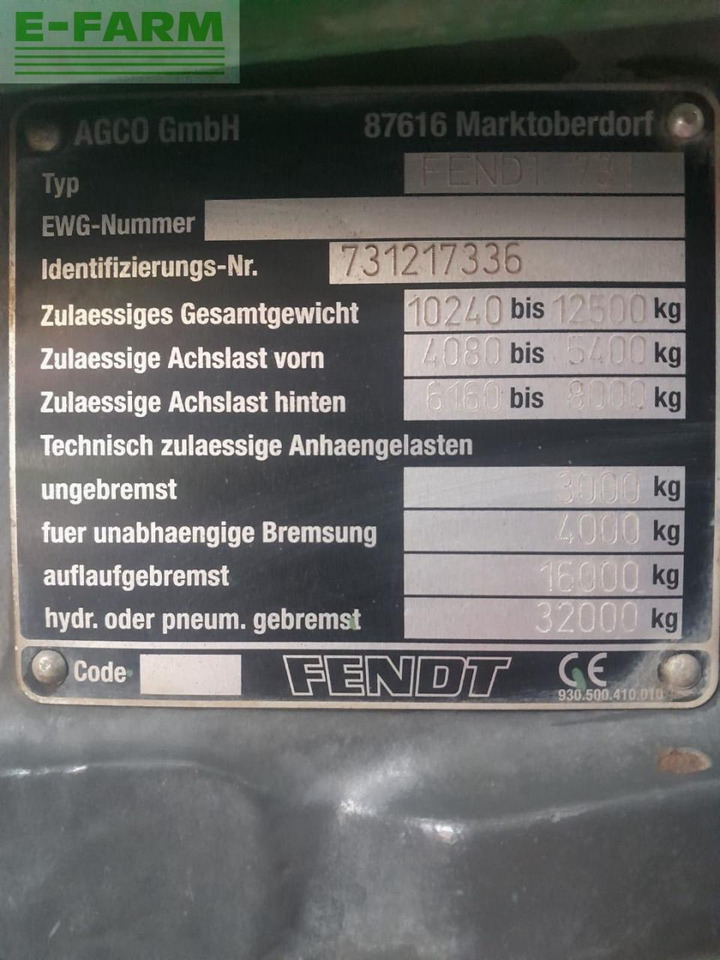 E-FARM
AGCO GmbH 87616 Marktoberdorf
Typ FENDT 731
EWG-Nummer
Identifizierungs-Nr. 731217336
Zulaessiges Gesamtgewicht 10240 bis 12500 kg
Zulaessige Achslast vorn 4080 bis 5400 kg
Zulaessige Achslast hinten 6160 bis 8000 kg
Technisch zulaessige Anhaengelasten
ungebremst 3000 kg
fuer unabhaengige Bremsung 4000 kg
auflaufgebremst 16000 kg
hydr. oder pneum. gebremst 32000 kg
Code FENDT CE
930.500.410.010